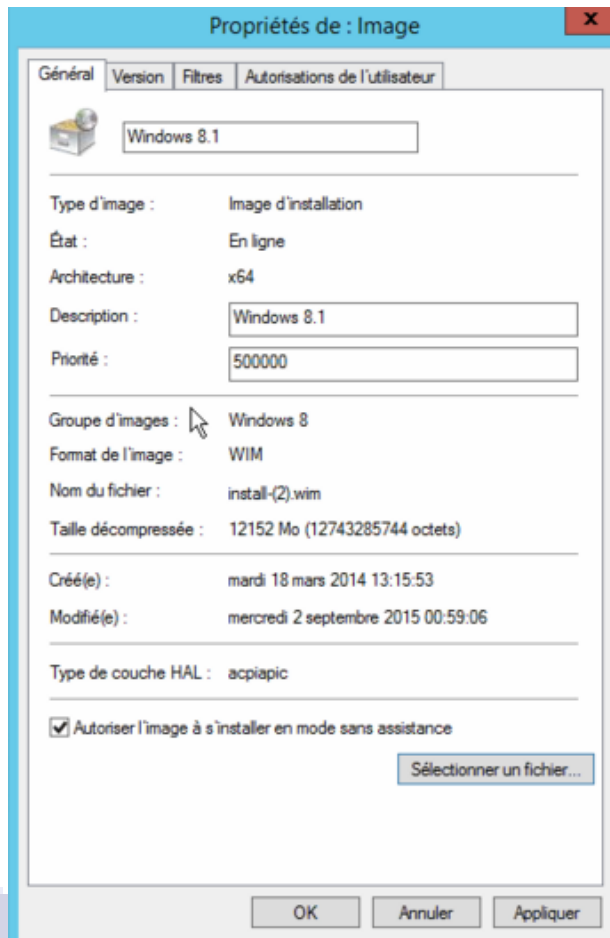 Propriétés de : Image
x
Général Version Filtres Autorisations de l'utilisateur
Windows 8.1
Type d'image : Image d'installation
État : En ligne
Architecture : x64
Description : Windows 8.1
Priorité : 500000
Groupe d'images : Windows 8
Format de l'image : WIM
Nom du fichier : install-(2).wim
Taille décompressée : 12152 Mo (12743285744 octets)
Créé(e) : mardi 18 mars 2014 13:15:53
Modifié(e) : mercredi 2 septembre 2015 00:59:06
Type de couche HAL : acpiapic
Autoriser l'image à s'installer en mode sans assistance
Sélectionner un fichier...
OK Annuler Appliquer